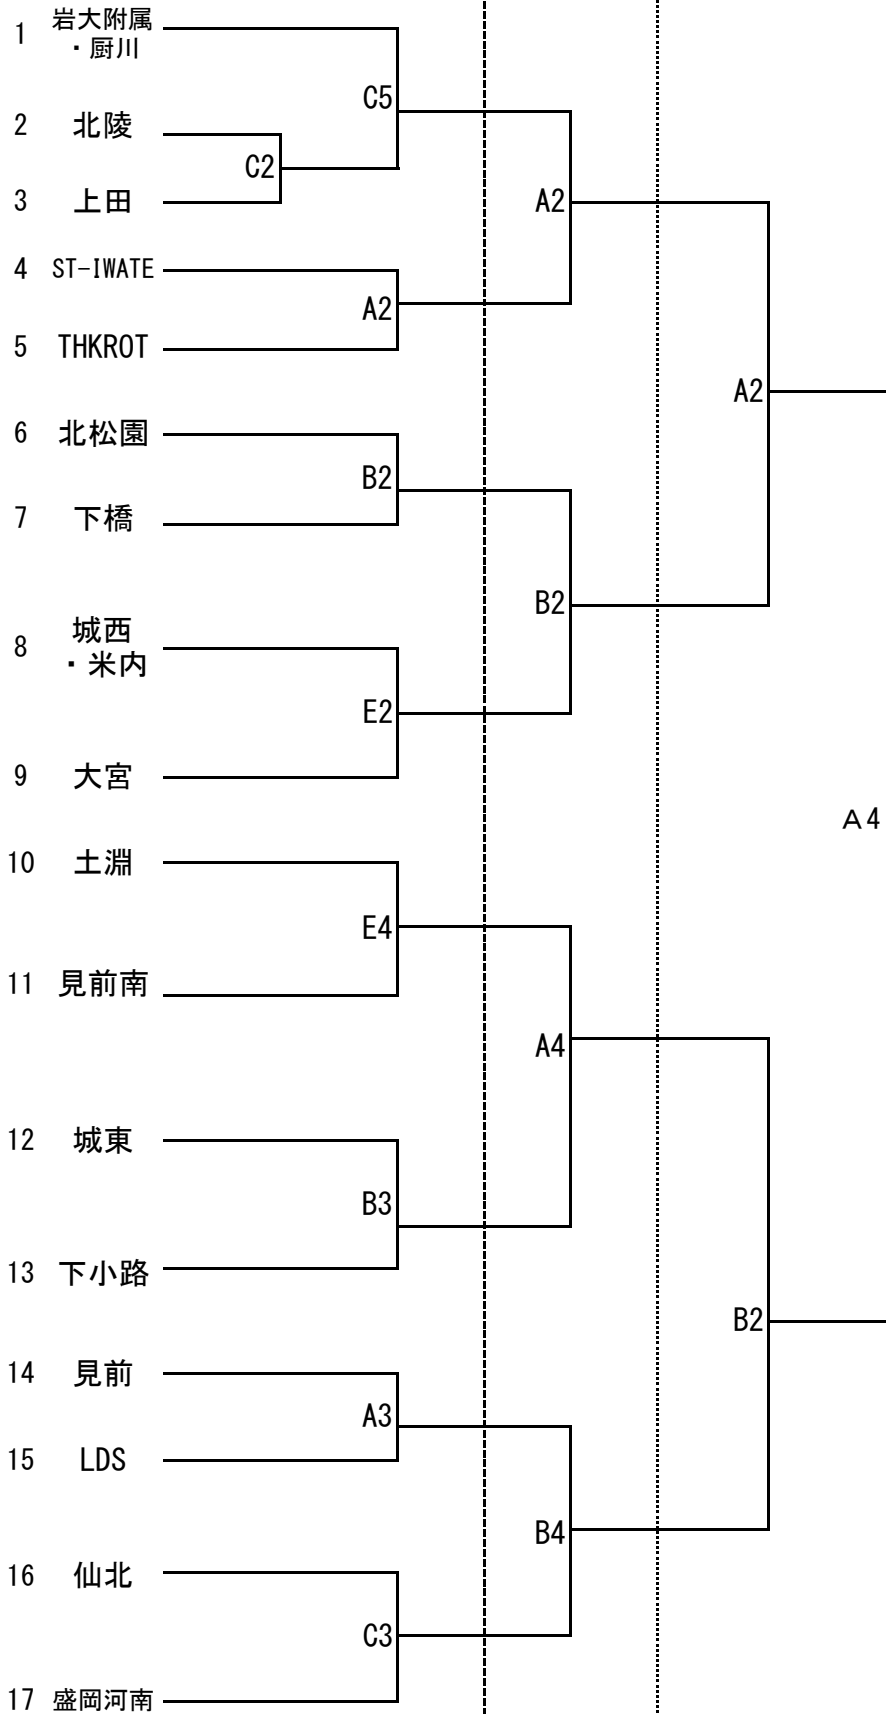 1 岩大附属
・厨川
C5
2 北陵
C2
3 上田
A2
4 ST-IWATE
A2
5 THKROT
A2
6 北松園
B2
7 下橋
B2
8 城西
・米内
E2
9 大宮
A4
10 土淵
E4
11 見前南
A4
12 城東
B3
13 下小路
B2
14 見前
A3
15 LDS
B4
16 仙北
C3
17 盛岡河南